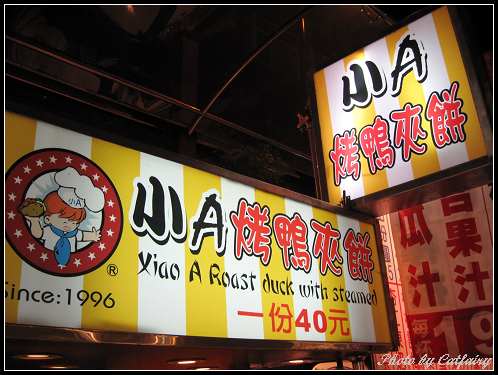 小A
烤鴨夾餅
小A
烤鴨夾餅
小A
®
Xiao A Roast duck with steamed
Since:1996
一份40元
瓜汁
果汁
Photo by Catfairy